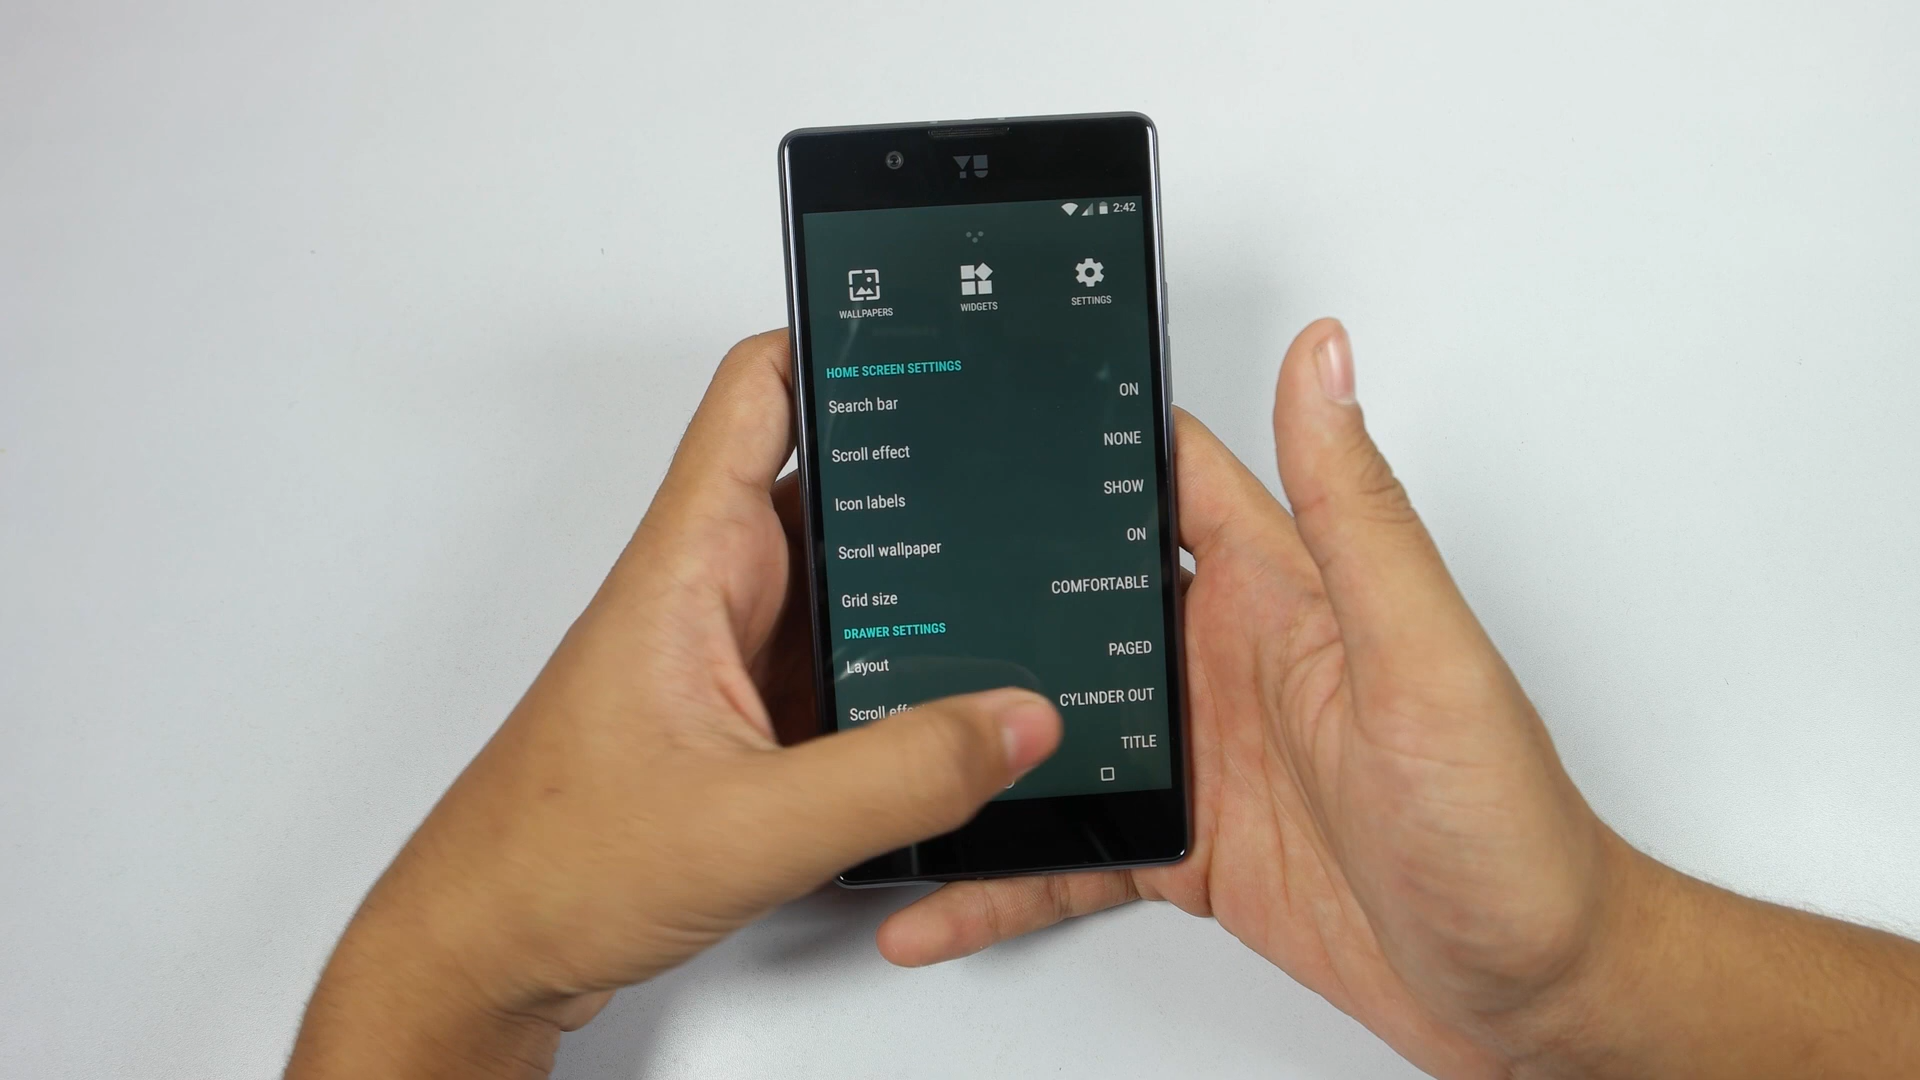 YU
2:42
WALLPAPERS
WIDGETS
SETTINGS
HOME SCREEN SETTINGS
Search bar ON
Scroll effect NONE
Icon labels SHOW
Scroll wallpaper ON
Grid size COMFORTABLE
DRAWER SETTINGS
Layout PAGED
Scroll CYLINDER OUT
TITLE